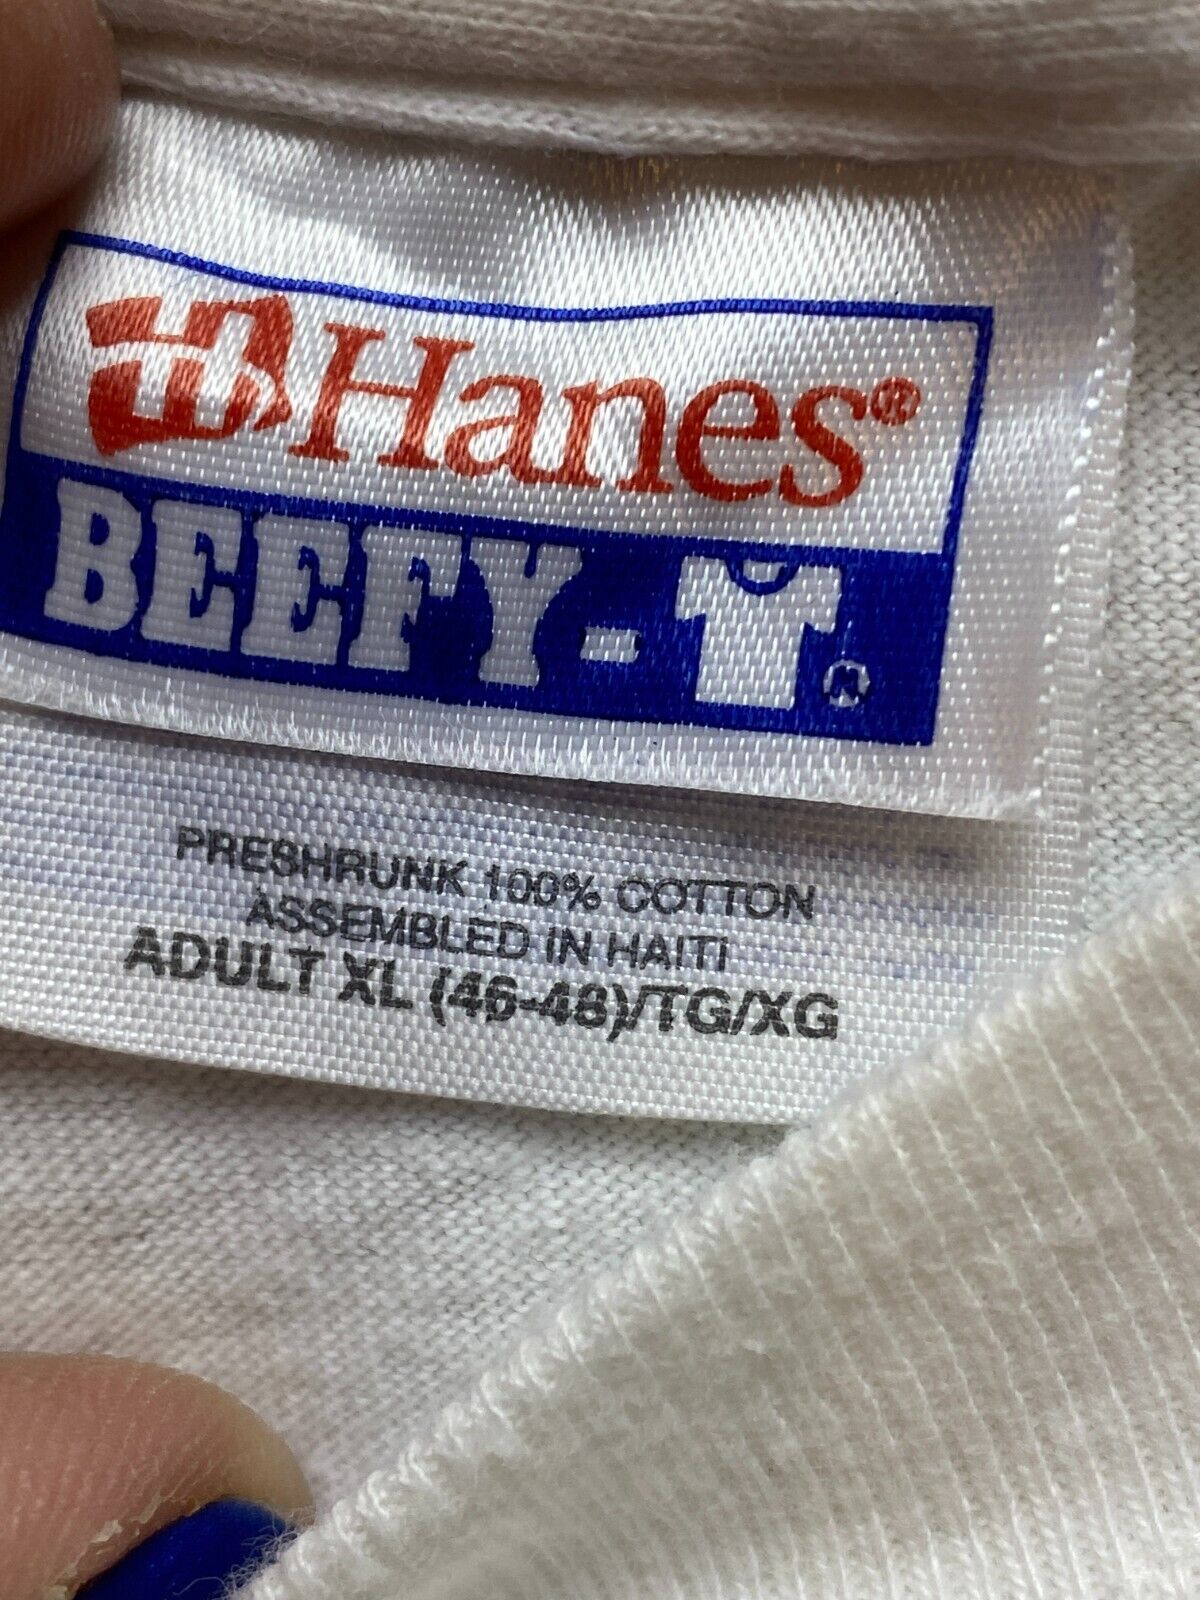 Hanes®
BEEFY-T®
PRESHRUNK 100% COTTON
ASSEMBLED IN HAITI
ADULT XL (46-48)/TG/XG